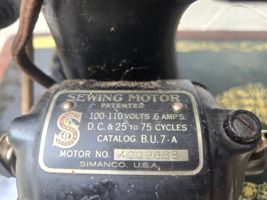 SEWING MOTOR
PATENTED
100-110 VOLTS .6 AMPS.
D.C. & 25 TO 75 CYCLES
CATALOG B.U. 7-A
MOTOR NO.
SIMANCO. U.S.A.